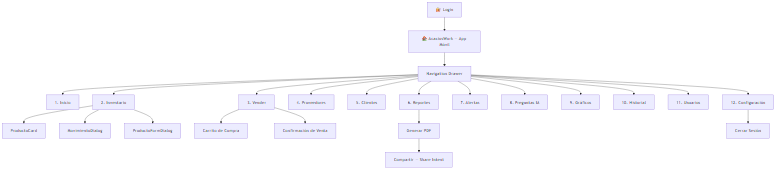 🔐 Login
App
Móvil
Navigation Drawer
1. Inicio
2. Inventario
3. Vender
4. Proveedores
5. Clientes
6. Reportes
7. Alertas
8. Preguntas IA
9. Gráficos
10. Historial
11. Usuarios
12. Configuración
ProductoCard
MovimientoDialog
ProductoFormDialog
Carrito de Compra
Confirmación de Venta
Generar PDF
Cerrar Sesión
Compartir → Share Intent